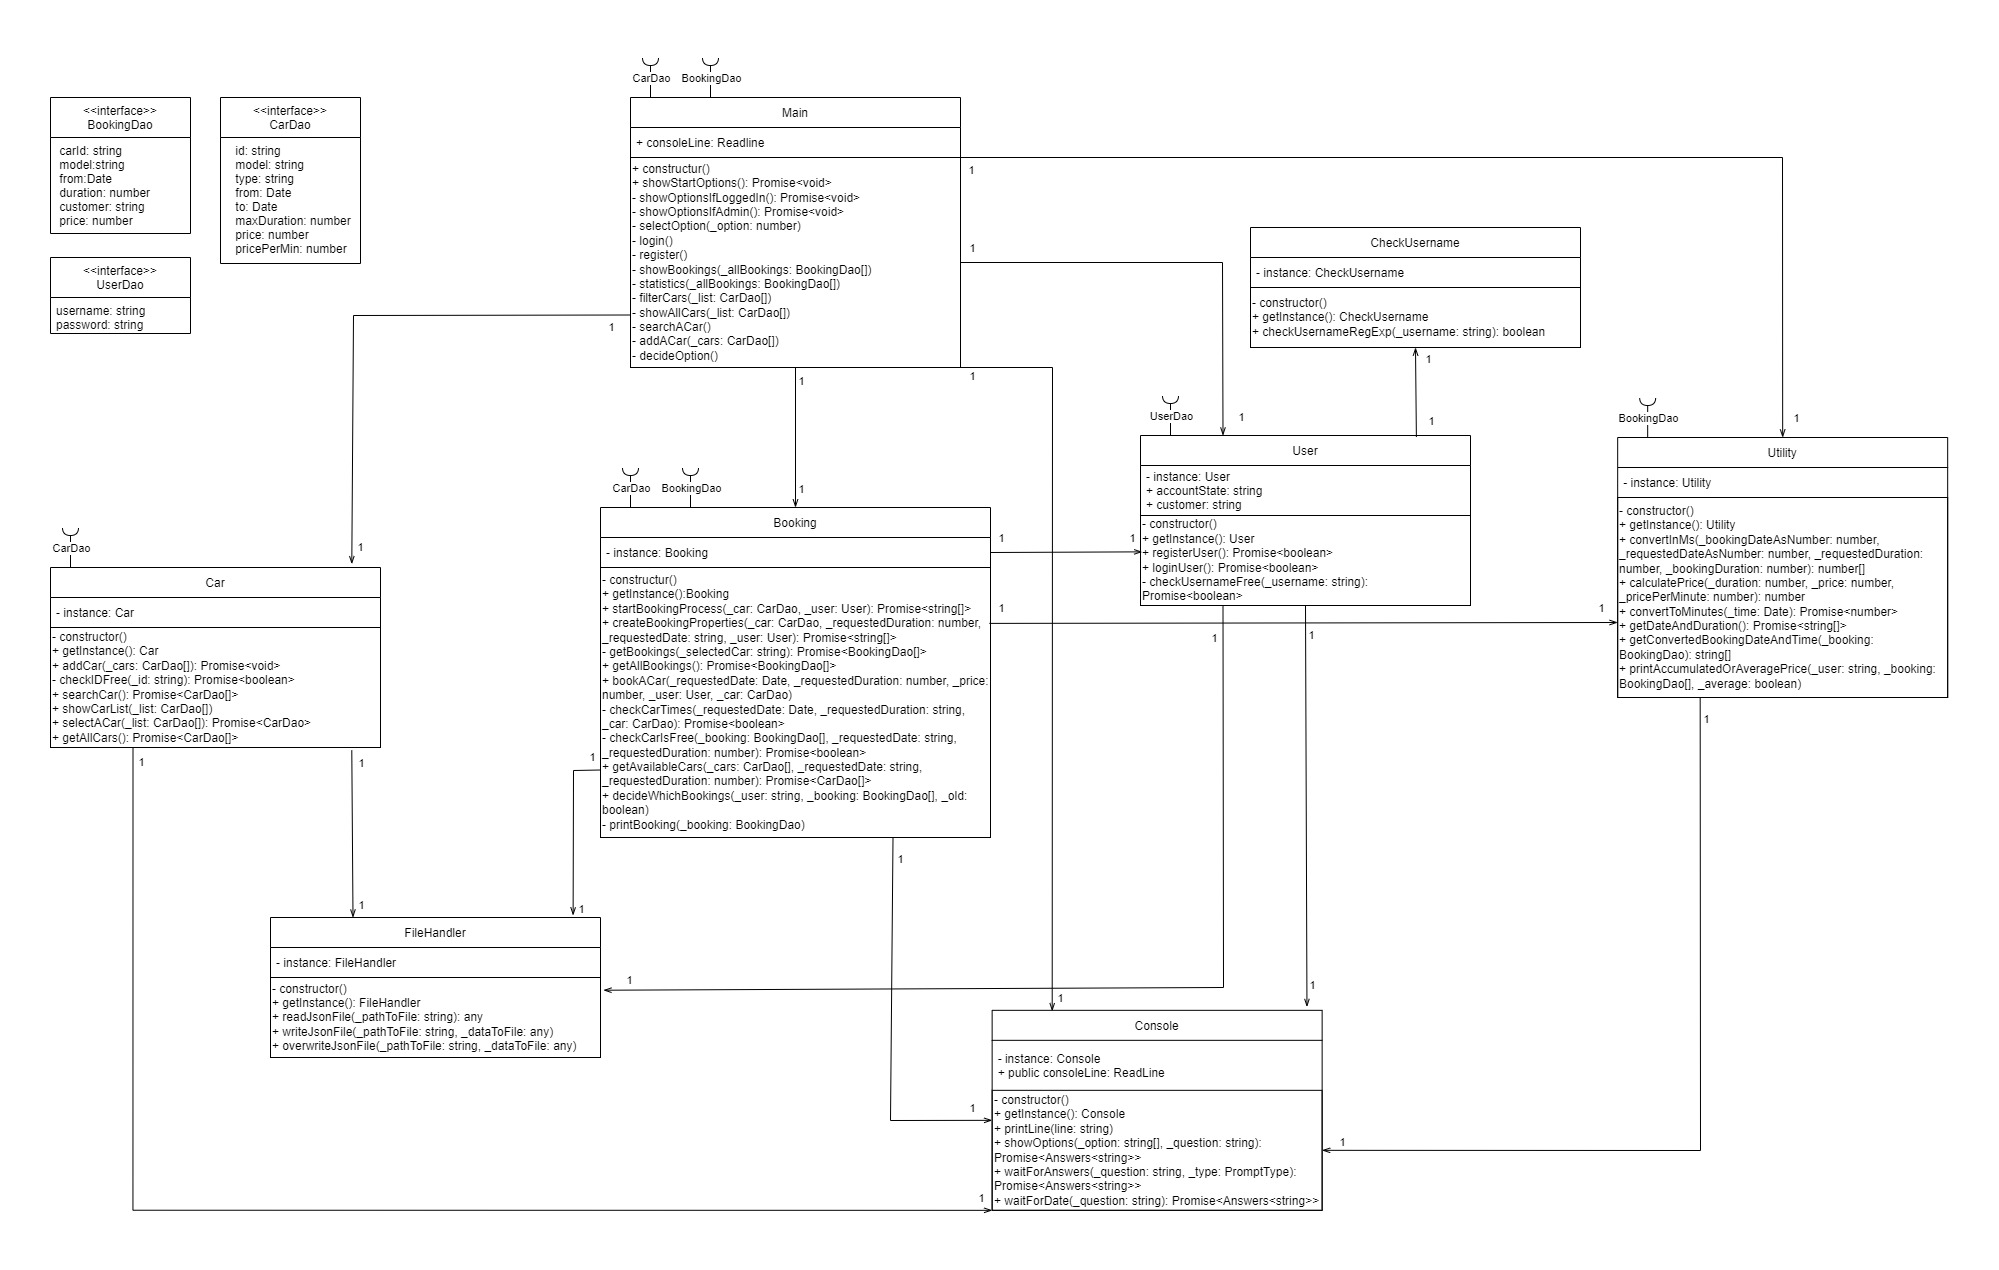 CarDao
BookingDao
<<interface>>
BookingDao
carId: string
model:string
from:Date
duration: number
customer: string
price: number
<<interface>>
CarDao
id: string
model: string
type: string
from: Date
to: Date
maxDuration: number
price: number
pricePerMin: number
<<interface>>
UserDao
username: string
password: string
Main
+ consoleLine: Readline
+ constructur()
+ showStartOptions(): Promise<void>
- showOptionsIfLoggedIn(): Promise<void>
- showOptionsIfAdmin(): Promise<void>
- selectOption(_option: number)
- login()
- register()
- showBookings(_allBookings: BookingDao[])
- statistics(_allBookings: BookingDao[])
- filterCars(_list: CarDao[])
- showAllCars(_list: CarDao[])
- searchACar()
- addACar(_cars: CarDao[])
- decideOption()
1
1
1
1
1
CheckUsername
- instance: CheckUsername
- constructor()
+ getInstance(): CheckUsername
+ checkUsernameRegExp(_username: string): boolean
1
1
UserDao
1
User
- instance: User
+ accountState: string
+ customer: string
- constructor()
+ getInstance(): User
+ registerUser(): Promise<boolean>
+ loginUser(): Promise<boolean>
- checkUsernameFree(_username: string):
Promise<boolean>
1
1
BookingDao
1
Utility
- instance: Utility
- constructor()
+ getInstance(): Utility
+ convertInMs(_bookingDateAsNumber: number,
_requestedDateAsNumber: number, _requestedDuration:
number, _bookingDuration: number): number[]
+ calculatePrice(_duration: number, _price: number,
_pricePerMinute: number): number
+ convertToMinutes(_time: Date): Promise<number>
+ getDateAndDuration(): Promise<string[]>
+ getConvertedBookingDateAndTime(_booking:
BookingDao): string[]
+ printAccumulatedOrAveragePrice(_user: string, _booking:
BookingDao[], _average: boolean)
1
CarDao
BookingDao
1
Booking
- instance: Booking
- constructur()
+ getInstance():Booking
+ startBookingProcess(_car: CarDao, _user: User): Promise<string[]>
+ createBookingProperties(_car: CarDao, _requestedDuration: number,
_requestedDate: string, _user: User): Promise<string[]>
- getBookings(_selectedCar: string): Promise<BookingDao[]>
+ getAllBookings(): Promise<BookingDao[]>
+ bookACar(_requestedDate: Date, _requestedDuration: number, _price:
number, _user: User, _car: CarDao)
- checkCarTimes(_requestedDate: Date, _requestedDuration: string,
_car: CarDao): Promise<boolean>
- checkCarIsFree(_booking: BookingDao[], _requestedDate: string,
_requestedDuration: number): Promise<boolean>
+ getAvailableCars(_cars: CarDao[], _requestedDate: string,
_requestedDuration: number): Promise<CarDao[]>
+ decideWhichBookings(_user: string, _booking: BookingDao[], _old:
boolean)
- printBooking(_booking: BookingDao)
1
1
1
1
1
1
CarDao
1
Car
- instance: Car
- constructor()
+ getInstance(): Car
+ addCar(_cars: CarDao[]): Promise<void>
- checkIDFree(_id: string): Promise<boolean>
+ searchCar(): Promise<CarDao[]>
+ showCarList(_list: CarDao[])
+ selectACar(_list: CarDao[]): Promise<CarDao>
+ getAllCars(): Promise<CarDao[]>
1
1
1
1
FileHandler
- instance: FileHandler
- constructor()
+ getInstance(): FileHandler
+ readJsonFile(_pathToFile: string): any
+ writeJsonFile(_pathToFile: string, _dataToFile: any)
+ overwriteJsonFile(_pathToFile: string, _dataToFile: any)
1
1
1
Console
- instance: Console
+ public consoleLine: ReadLine
- constructor()
+ getInstance(): Console
+ printLine(line: string)
+ showOptions(_option: string[], _question: string):
Promise<Answers<string>>
+ waitForAnswers(_question: string, _type: PromptType):
Promise<Answers<string>>
+ waitForDate(_question: string): Promise<Answers<string>>
1
1
1